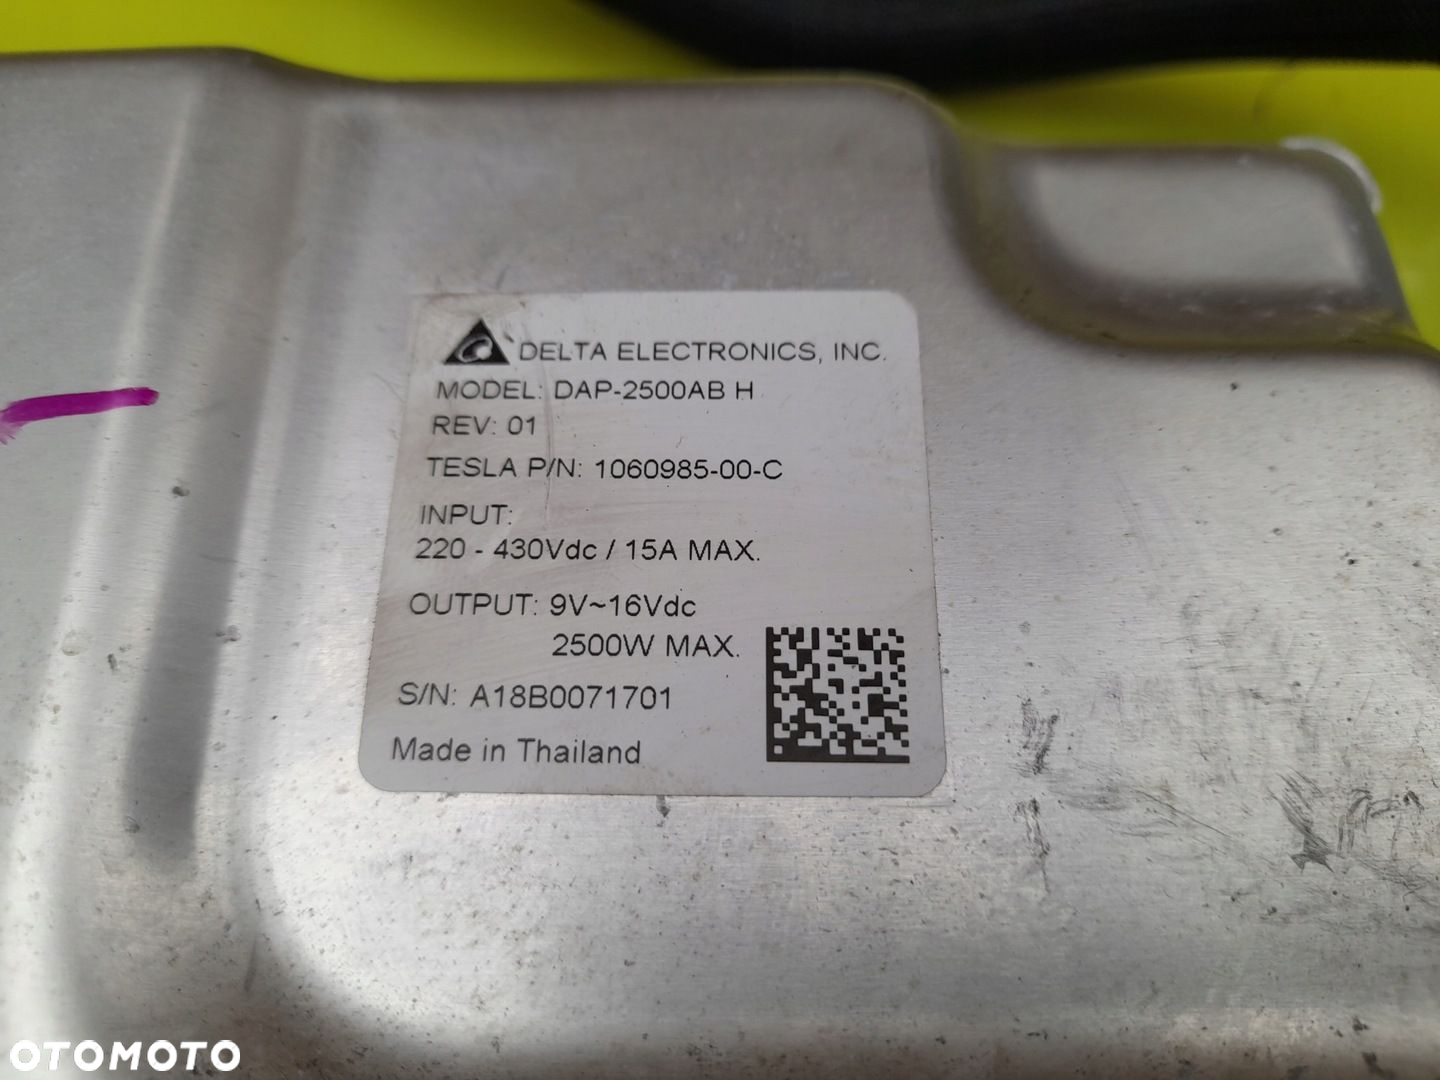 DELTA ELECTRONICS, INC.
MODEL: DAP-2500AB H
REV: 01
TESLA P/N: 1060985-00-C
INPUT:
220 - 430Vdc / 15A MAX.
OUTPUT: 9V~16Vdc
2500W MAX.
S/N: A18B0071701
Made in Thailand
OTOMOTO